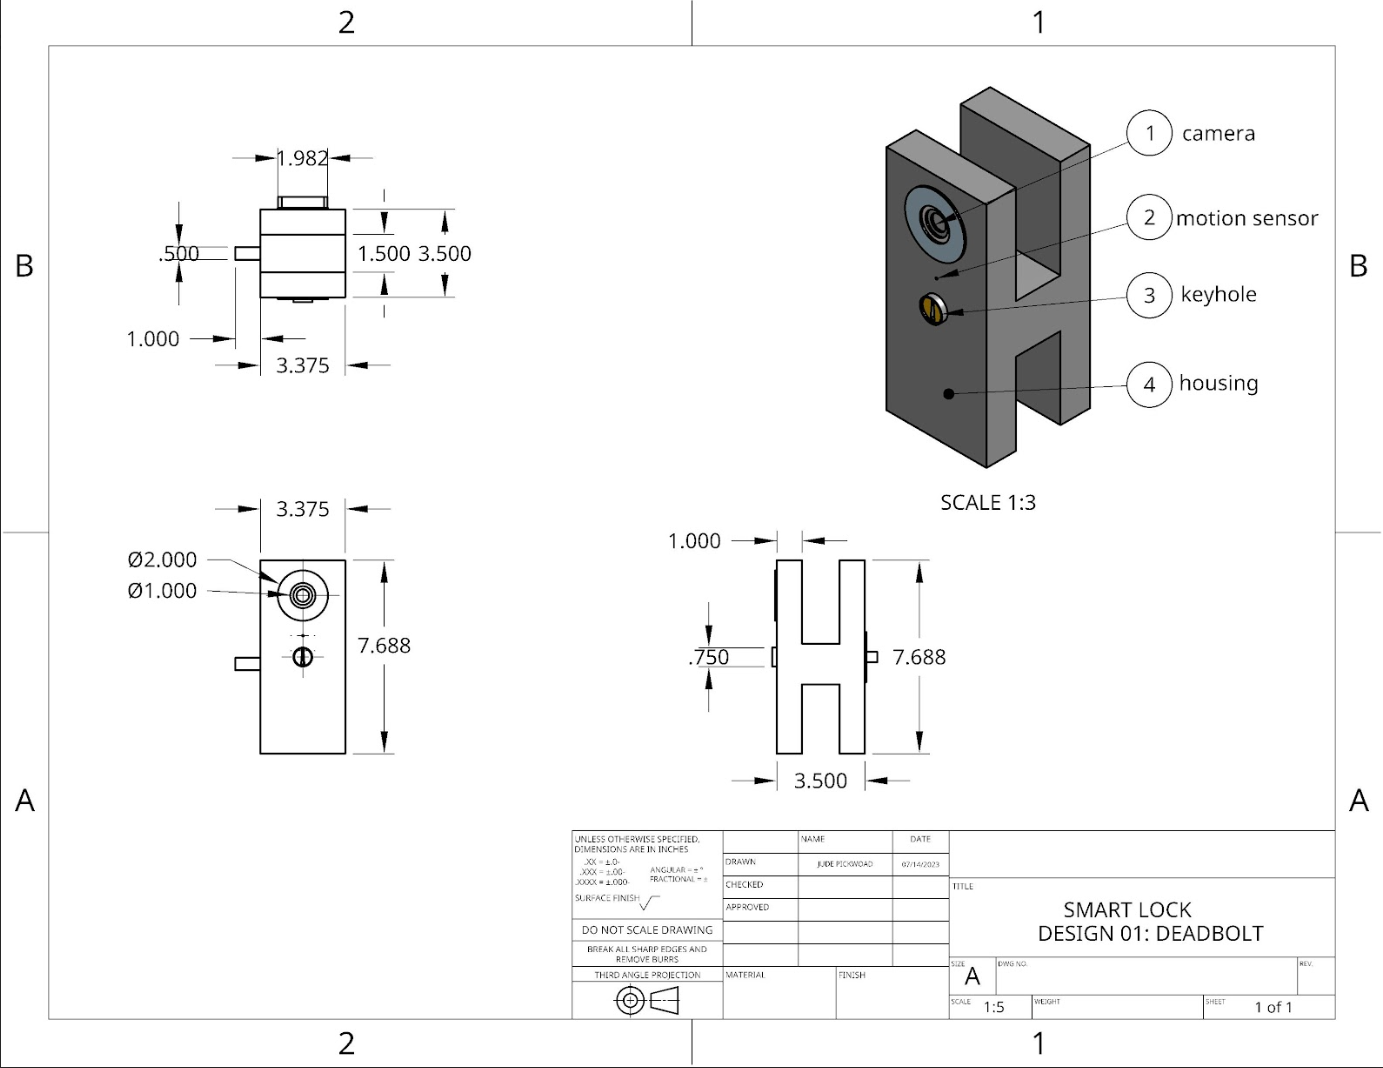 2
1
B
B
A
A
2
1
1.982
.500
1.500
3.500
1.000
3.375
1 camera
2 motion sensor
3 keyhole
4 housing
SCALE 1:3
3.375
Ø2.000
Ø1.000
7.688
1.000
.750
7.688
3.500
UNLESS OTHERWISE SPECIFIED,
DIMENSIONS ARE IN INCHES
.XX = ±.0-
.XXX = ±.00-
.XXXX = ±.000-
ANGULAR = ± °
FRACTIONAL = ±
SURFACE FINISH
DO NOT SCALE DRAWING
BREAK ALL SHARP EDGES AND
REMOVE BURRS
THIRD ANGLE PROJECTION
NAME
DATE
DRAWN
JUDE PICKWOAD
07/14/2023
CHECKED
APPROVED
MATERIAL
FINISH
TITLE
SMART LOCK
DESIGN 01: DEADBOLT
SIZE
A
DWG NO.
REV.
SCALE
1:5
WEIGHT
SHEET
1 of 1